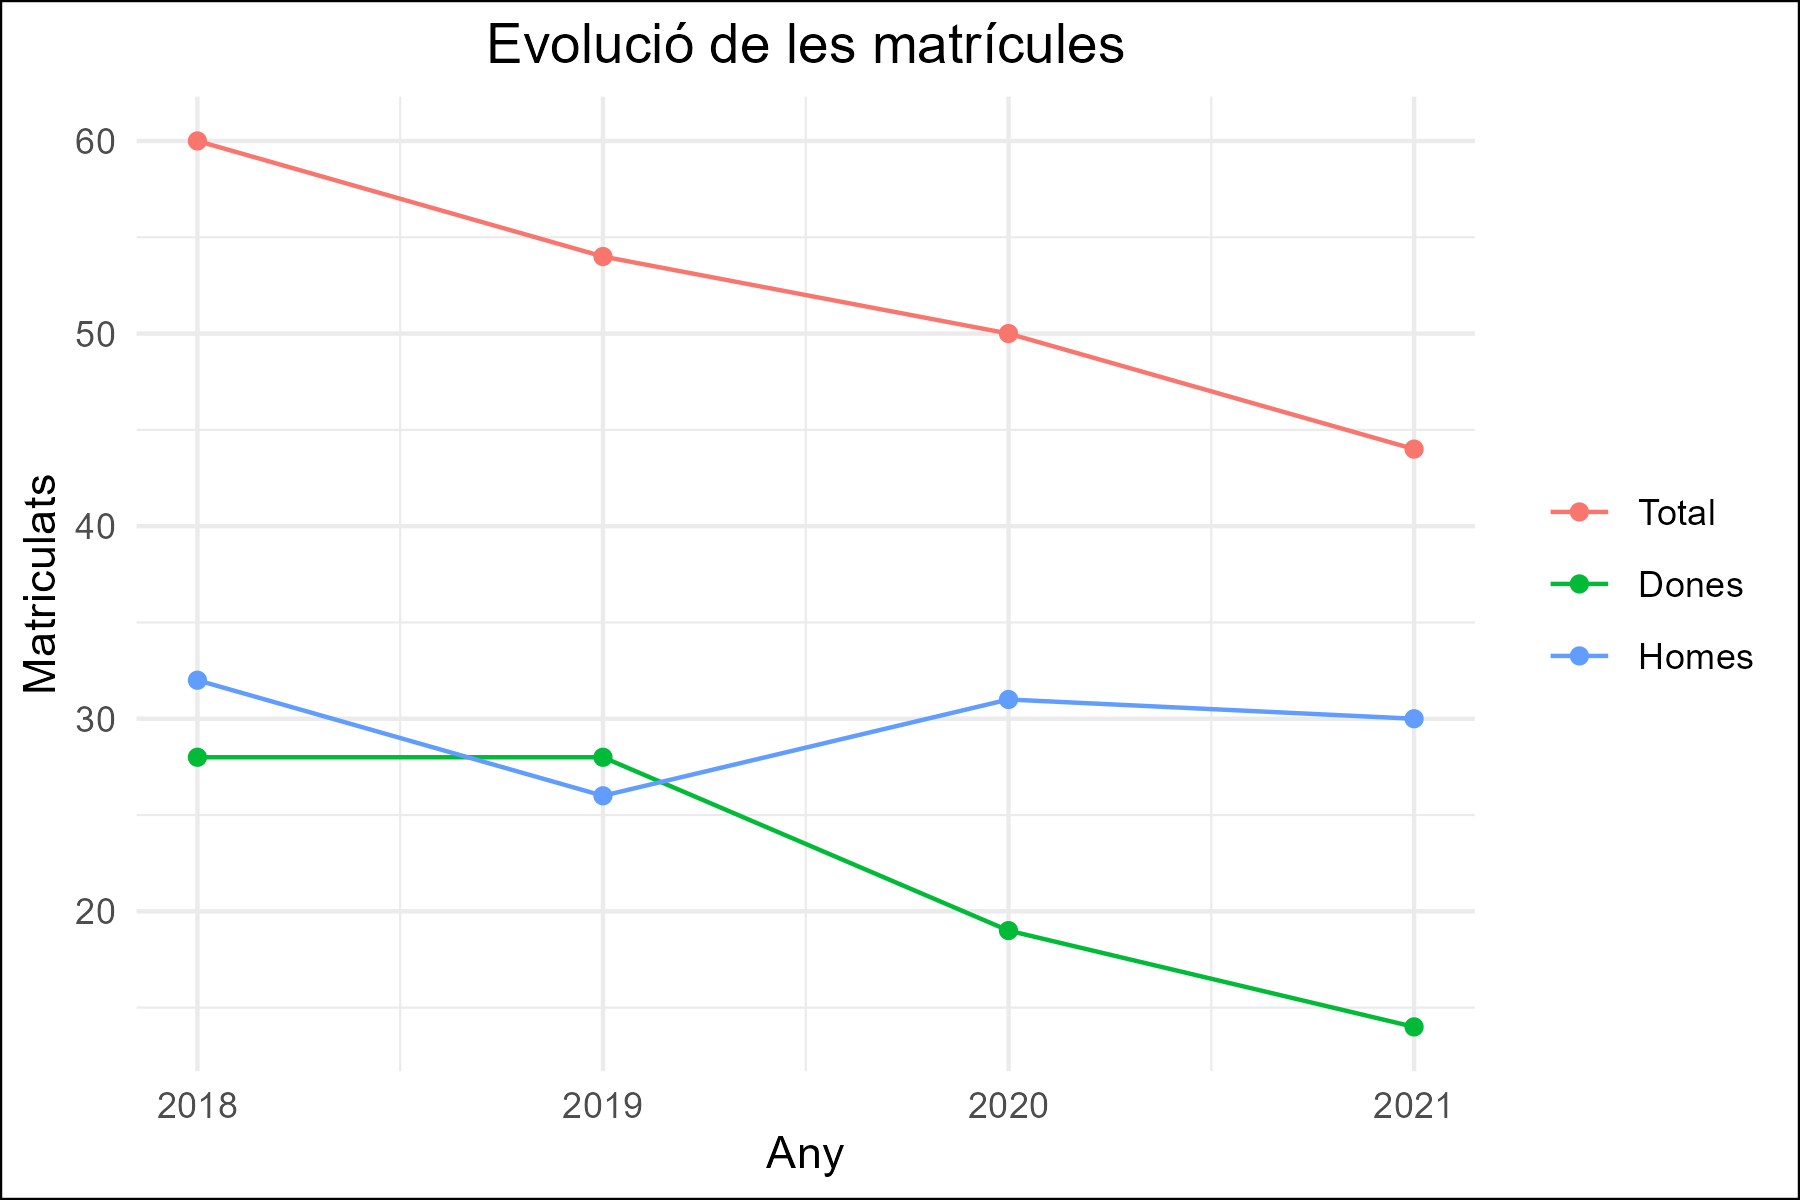 Evolució de les matrícules
60
50
40
30
20
Matriculats
2018 2019 2020 2021
Any
Total
Dones
Homes